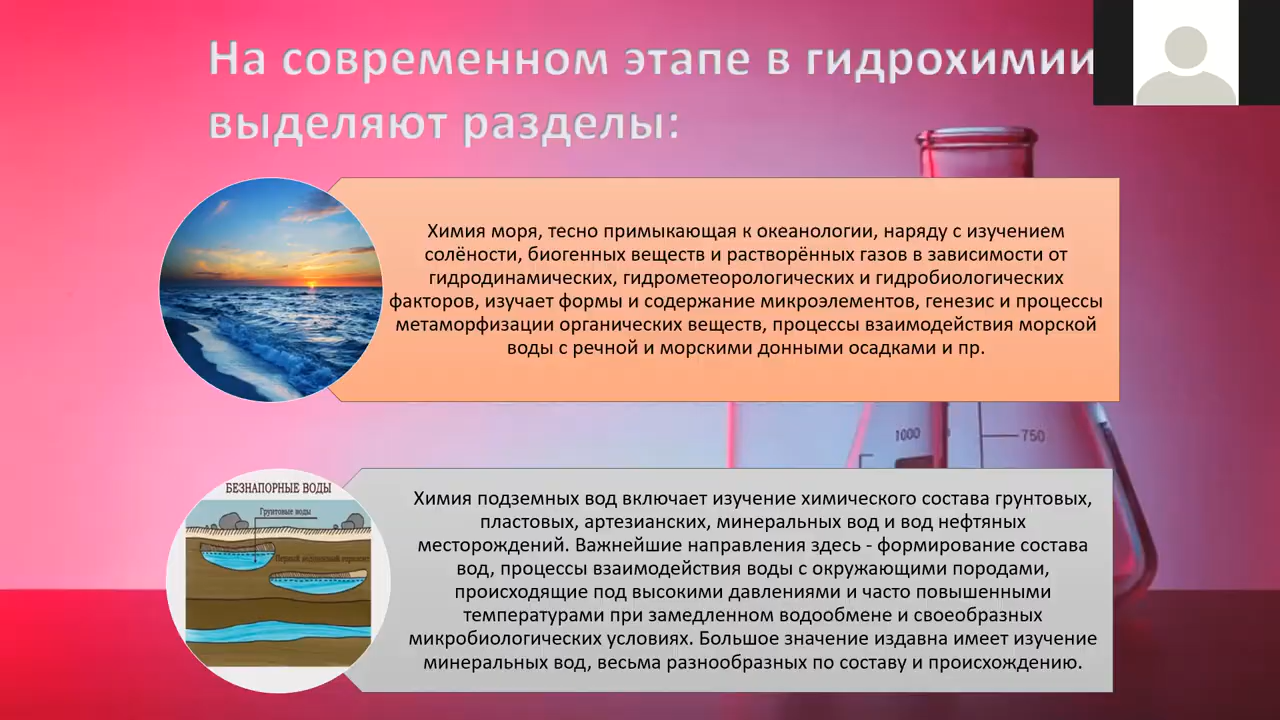 На современном этапе в гидрохимии
выделяют разделы:
Химия моря, тесно примыкающая к океанологии, наряду с изучением
солёности, биогенных веществ и растворённых газов в зависимости от
гидродинамических, гидрометеорологических и гидробиологических
факторов, изучает формы и содержание микроэлементов, генезис и процессы
метаморфизации органических веществ, процессы взаимодействия морской
воды с речной и морскими донными осадками и пр.
1000
750
БЕЗНАПОРНЫЕ ВОДЫ
Грунтовые воды
Первый водоносный горизонт
Химия подземных вод включает изучение химического состава грунтовых,
пластовых, артезианских, минеральных вод и вод нефтяных
месторождений. Важнейшие направления здесь - формирование состава
вод, процессы взаимодействия воды с окружающими породами,
происходящие под высокими давлениями и часто повышенными
температурами при замедленном водообмене и своеобразных
микробиологических условиях. Большое значение издавна имеет изучение
минеральных вод, весьма разнообразных по составу и происхождению.